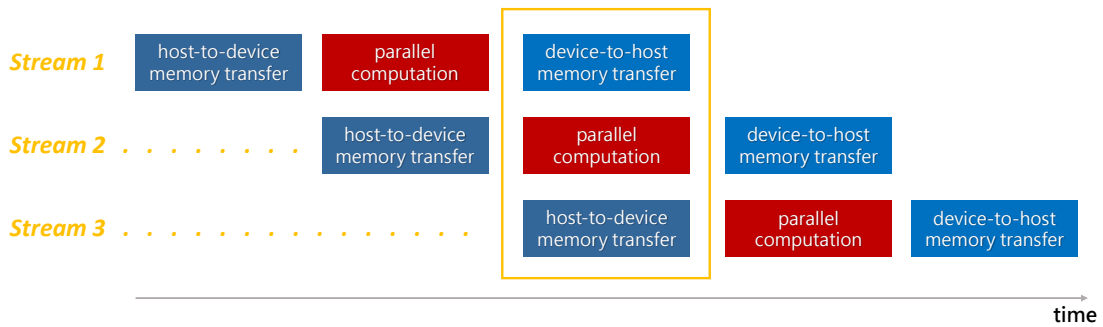 Stream 1
host-to-device
memory transfer
parallel
computation
device-to-host
memory transfer
Stream 2 . . . . . . . .
host-to-device
memory transfer
parallel
computation
device-to-host
memory transfer
Stream 3 . . . . . . . . . . . . . . .
host-to-device
memory transfer
parallel
computation
device-to-host
memory transfer
time